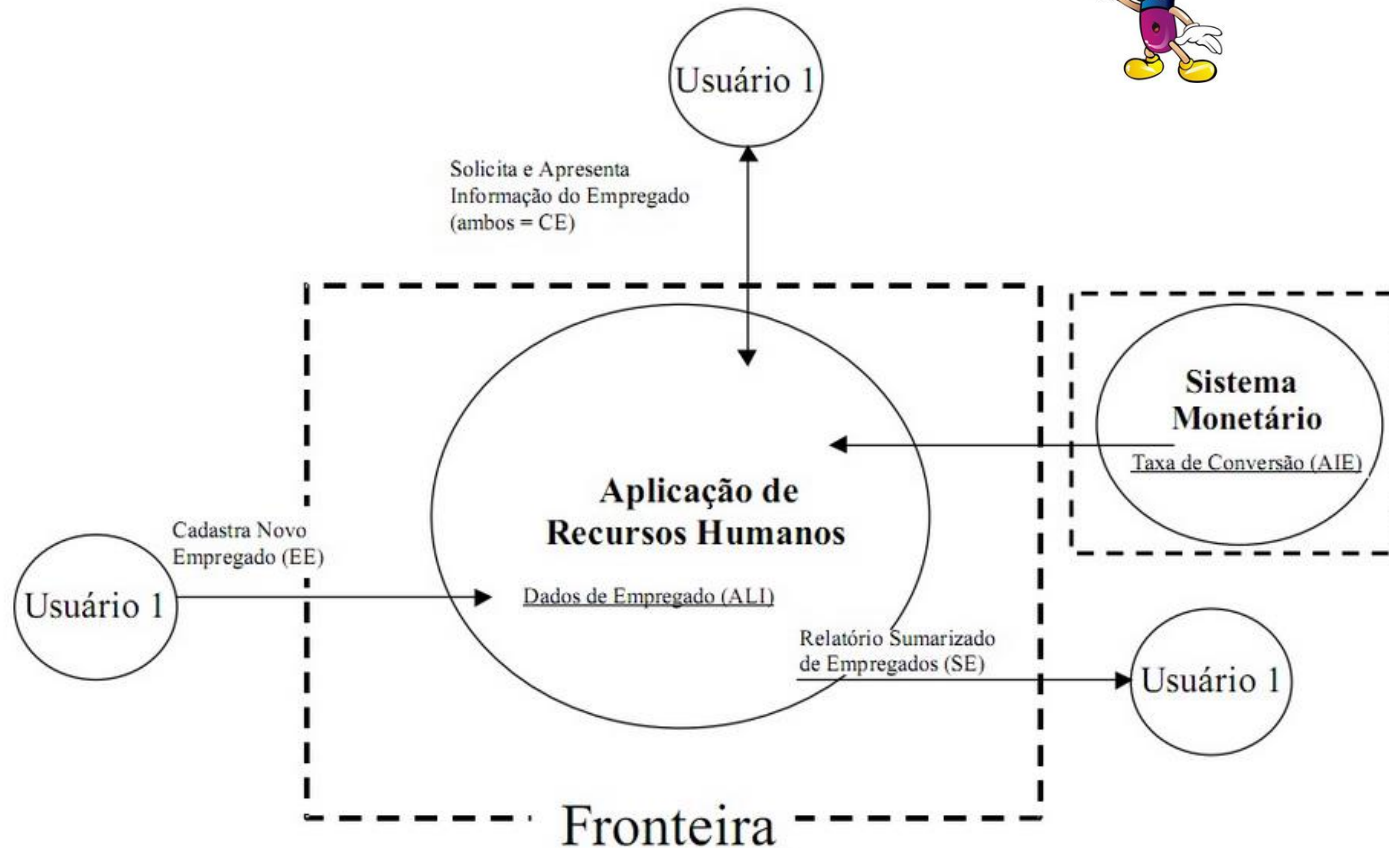 Usuário 1
Solicita e Apresenta
Informação do Empregado
(ambos = CE)
Sistema
Monetário
Taxa de Conversão (AIE)
Aplicação de
Recursos Humanos
Cadastra Novo
Empregado (EE)
Usuário 1
Dados de Empregado (ALI)
Relatório Sumarizado
de Empregados (SE)
Usuário 1
Fronteira